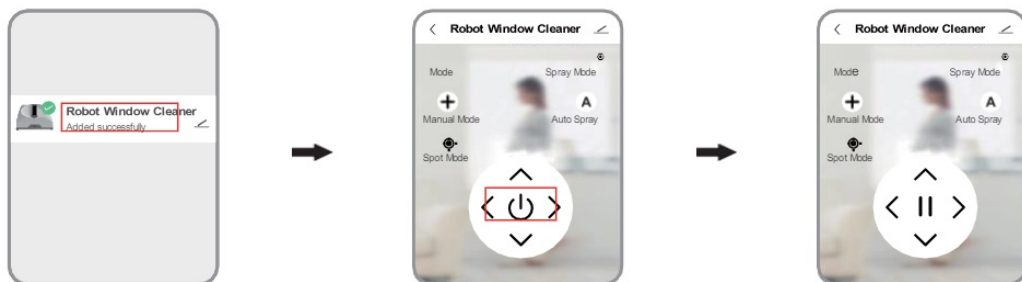 Robot Window Cleaner
Added successfully
Robot Window Cleaner
Mode
Spray Mode
A
Manual Mode
Auto Spray
Spot Mode
Robot Window Cleaner
Mode
Spray Mode
A
Manual Mode
Auto Spray
Spot Mode